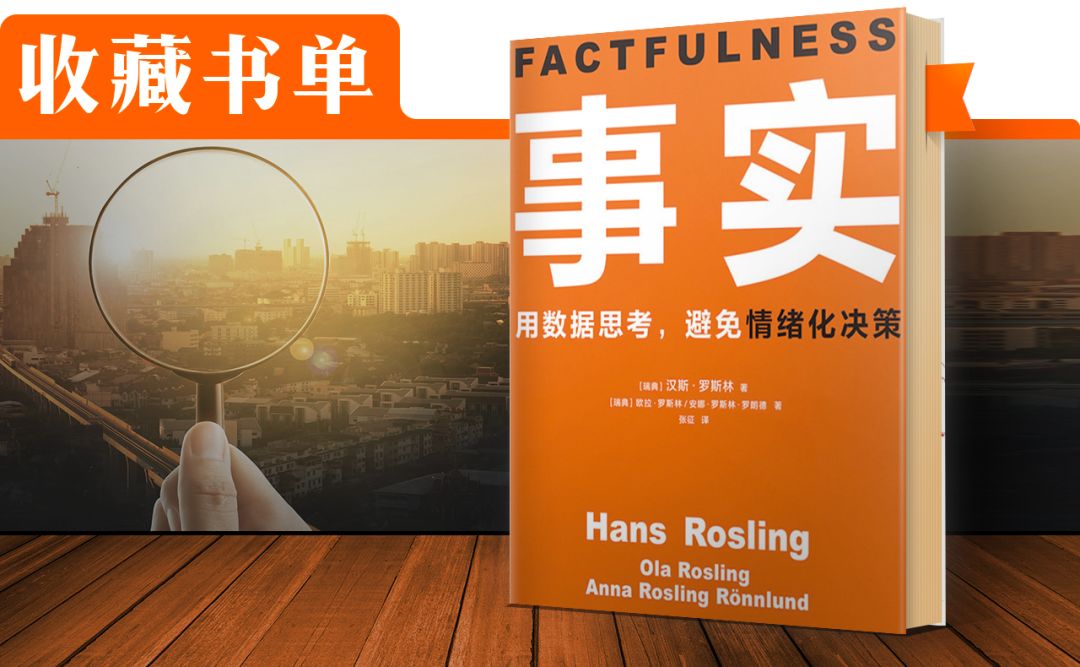 收藏书单
FACTFULNESS
事实
用数据思考，避免情绪化决策
[瑞典] 汉斯·罗斯林 著
[瑞典] 欧拉·罗斯林/安娜·罗斯林·罗朗德 著
张征 译
Hans Rosling
Ola Rosling
Anna Rosling Rönnlund